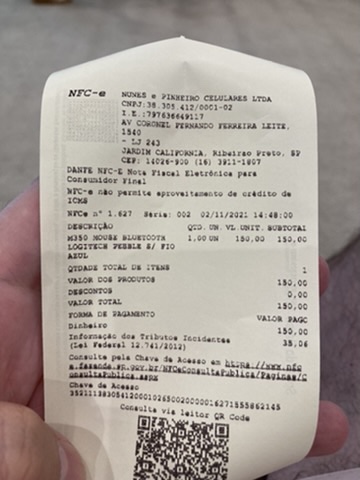 NFC-e
NUNES e PINHEIRO CELULARES LTDA
CNPJ:38.305.412/0001-02
I.E.:797636649117
AV CORONEL FERNANDO FERREIRA LEITE,
1540
- LJ 243
JARDIM CALIFORNIA, Ribeirao Preto, SP
CEP: 14026-900 (16) 3911-1807
DANFE NFC-E Nota Fiscal Eletrônica para
Consumidor Final
NFC-e não permite aproveitamento de crédito de
ICMS
NFCe nº 1.627 Série: 002 02/11/2021 14:48:00
DESCRIÇÃO QTD. UN. VL UNIT. SUBTOTAL
M350 MOUSE BLUETOOTH 1,00 UN 150,00 150,00
LOGITECH PEBBLE S/ FIO
AZUL
QTDADE TOTAL DE ITENS 1
VALOR DOS PRODUTOS 150,00
DESCONTOS 0,00
VALOR TOTAL 150,00
FORMA DE PAGAMENTO VALOR PAGO
Dinheiro 150,00
Informação dos Tributos Incidentes 35,06
(Lei Federal 12.741/2012)
Consulte pela Chave de Acesso em https://www.nfc
e.fazenda.sp.gov.br/NFCeConsultaPublica/Paginas/C
onsultaPublica.aspx
Chave de Acesso
Consulta via leitor QR Code